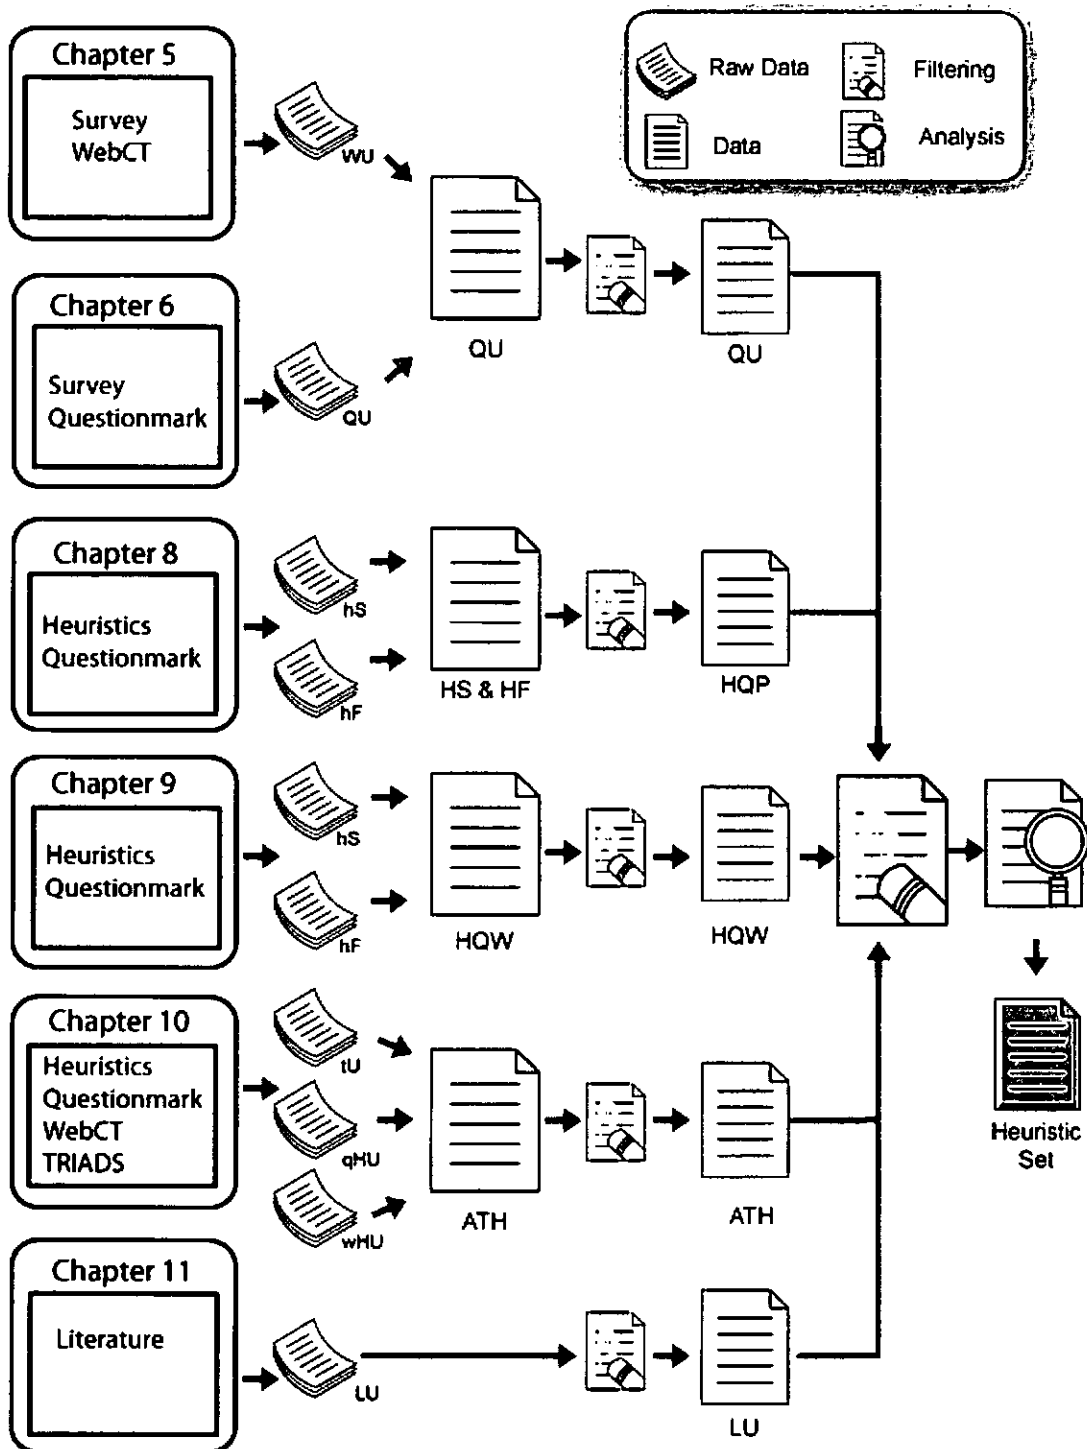 Chapter 5
Survey
WebCT
WU
Raw Data
Filtering
Data
Analysis
QU
QU
Chapter 6
Survey
Questionmark
QU
Chapter 8
Heuristics
Questionmark
hS
hF
HS & HF
HQP
Chapter 9
Heuristics
Questionmark
hS
hF
HQW
HQW
Chapter 10
Heuristics
Questionmark
WebCT
TRIADS
tU
qHU
wHU
ATH
ATH
Heuristic
Set
Chapter 11
Literature
LU
LU